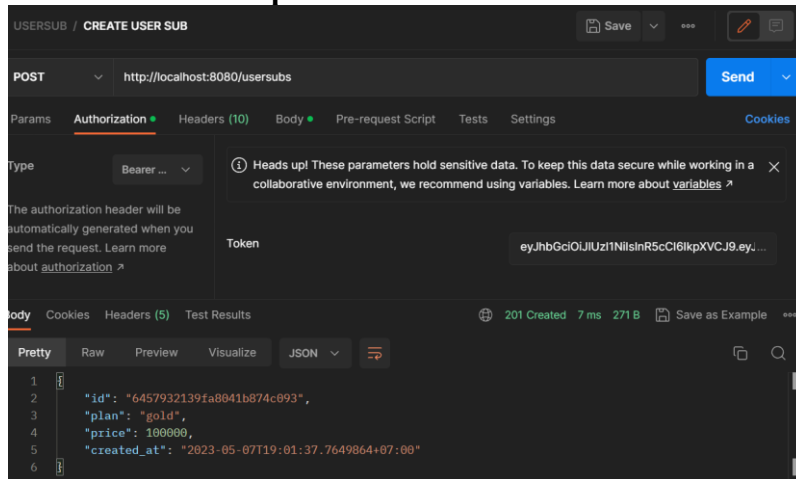 USERSUB / CREATE USER SUB
Save
POST
http://localhost:8080/usersubs
Send
Params Authorization Headers (10) Body Pre-request Script Tests Settings Cookies
Type
Bearer ...
Heads up! These parameters hold sensitive data. To keep this data secure while working in a
collaborative environment, we recommend using variables. Learn more about variables
The authorization header will be
automatically generated when you
send the request. Learn more
about authorization
Token
eyJhbGciOiJIUzI1NiIsInR5cCI6IkpXVCJ9.eyJ...
Body Cookies Headers (5) Test Results
201 Created 7 ms 271 B Save as Example
Pretty Raw Preview Visualize JSON
1 {
2 "id": "6457932139fa8041b874c093",
3 "plan": "gold",
4 "price": 100000,
5 "created_at": "2023-05-07T19:01:37.7649864+07:00"
6 }